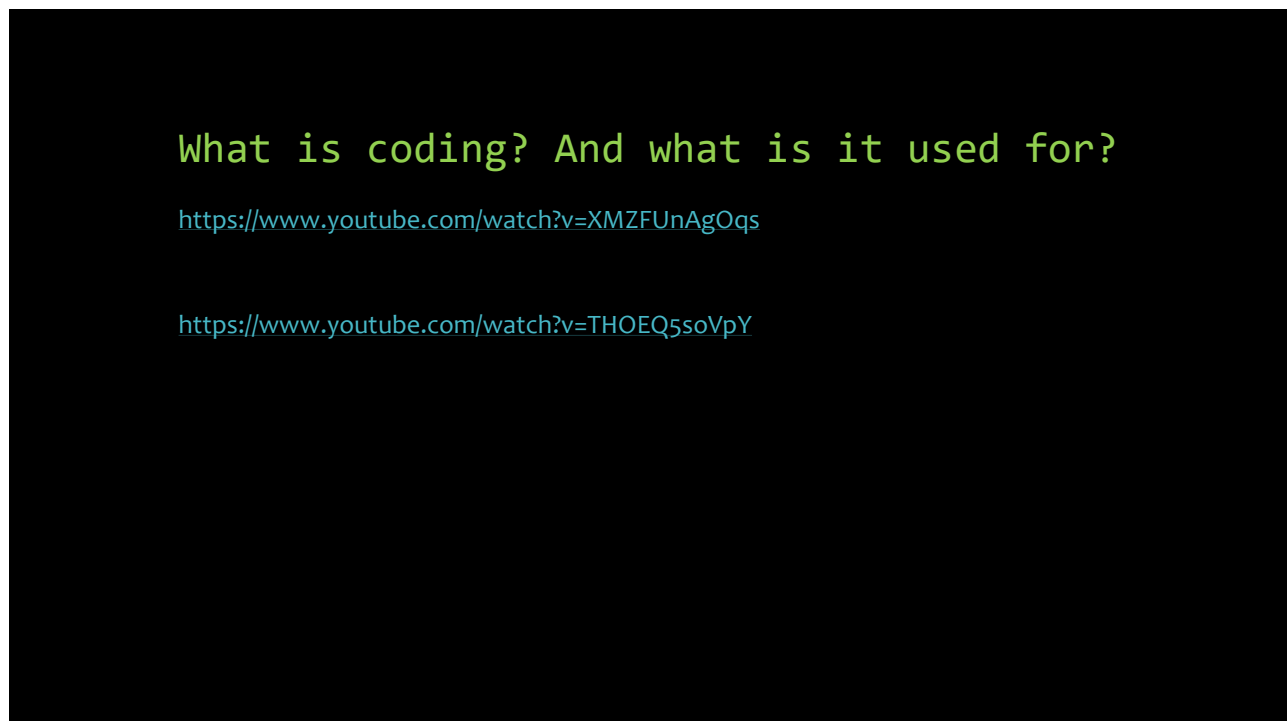 What is coding? And what is it used for?
https://www.youtube.com/watch?v=XMZFUnAgOqs
https://www.youtube.com/watch?v=THOEQ5soVpY